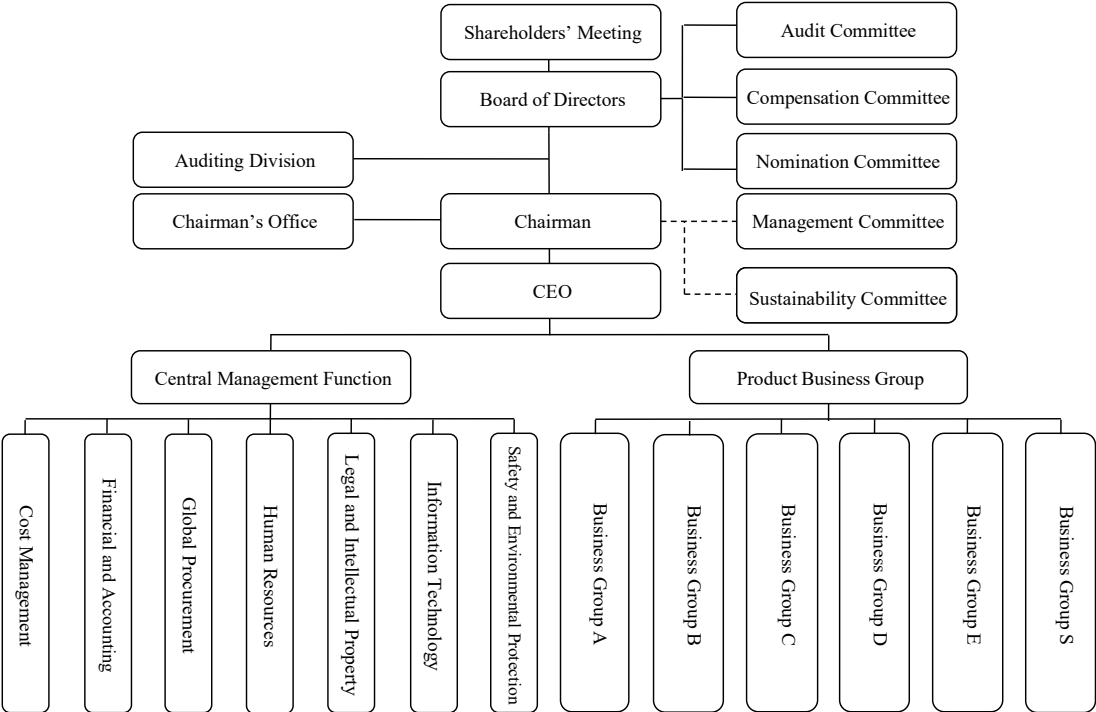 Shareholders’ Meeting
Audit Committee
Board of Directors
Compensation Committee
Auditing Division
Nomination Committee
Chairman’s Office
Chairman
Management Committee
CEO
Sustainability Committee
Central Management Function
Product Business Group
Cost Management
Financial and Accounting
Global Procurement
Human Resources
Legal and Intellectual Property
Information Technology
Safety and Environmental Protection
Business Group A
Business Group B
Business Group C
Business Group D
Business Group E
Business Group S